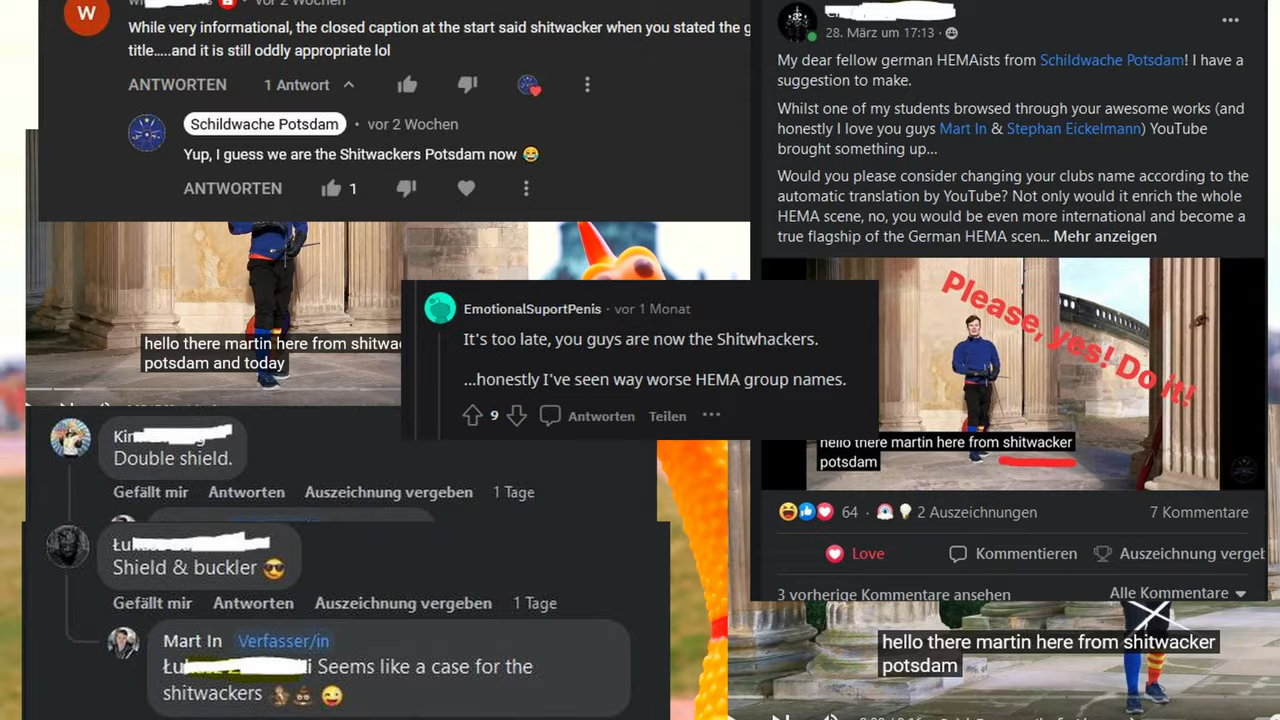 W
vor 2 Wochen
While very informational, the closed caption at the start said shitwacker when you stated the g
title.....and it is still oddly appropriate lol
ANTWORTEN 1 Antwort
Schildwache Potsdam • vor 2 Wochen
Yup, I guess we are the Shitwackers Potsdam now 😂
ANTWORTEN 1
hello there martin here from shitwac
potsdam and today
EmotionalSuportPenis · vor 1 Monat
It's too late, you guys are now the Shitwhackers.
...honestly I've seen way worse HEMA group names.
9 Antworten Teilen ...
Kin
Double shield.
Gefällt mir Antworten Auszeichnung vergeben 1 Tage
Łu
Shield & buckler 😎
Gefällt mir Antworten Auszeichnung vergeben 1 Tage
Mart In Verfasser/in
Łu i Seems like a case for the
shitwackers 🐒💩😜
28. März um 17:13 ·
My dear fellow german HEMAists from Schildwache Potsdam! I have a
suggestion to make.
Whilst one of my students browsed through your awesome works (and
honestly I love you guys Mart In & Stephan Eickelmann) YouTube
brought something up...
Would you please consider changing your clubs name according to the
automatic translation by YouTube? Not only would it enrich the whole
HEMA scene, no, you would be even more international and become a
true flagship of the German HEMA scen... Mehr anzeigen
Please, yes! Do it!
hello there martin here from shitwacker
potsdam
64 · 2 Auszeichnungen 7 Kommentare
Love Kommentieren Auszeichnung vergeb
3 vorherige Kommentare ansehen Alle Kommentare
hello there martin here from shitwacker
potsdam